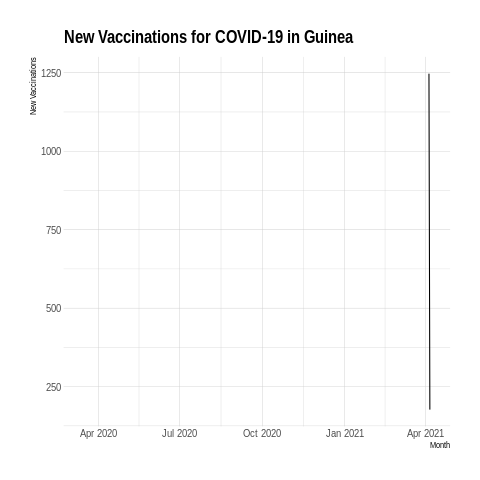 New Vaccinations for COVID-19 in Guinea
New Vaccinations
1250
1000
750
500
250
Apr 2020 Jul 2020 Oct 2020 Jan 2021 Apr 2021
Month